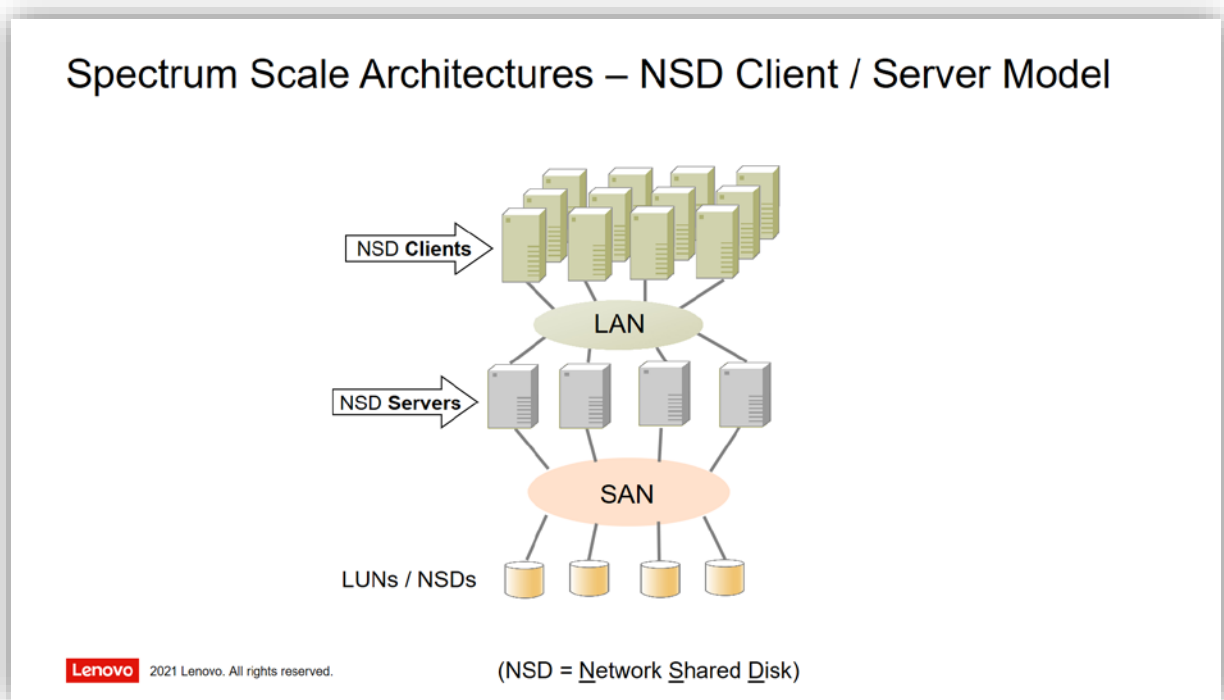 Spectrum Scale Architectures – NSD Client / Server Model
NSD Clients
LAN
NSD Servers
SAN
LUNs / NSDs
Lenovo 2021 Lenovo. All rights reserved.
(NSD = Network Shared Disk)